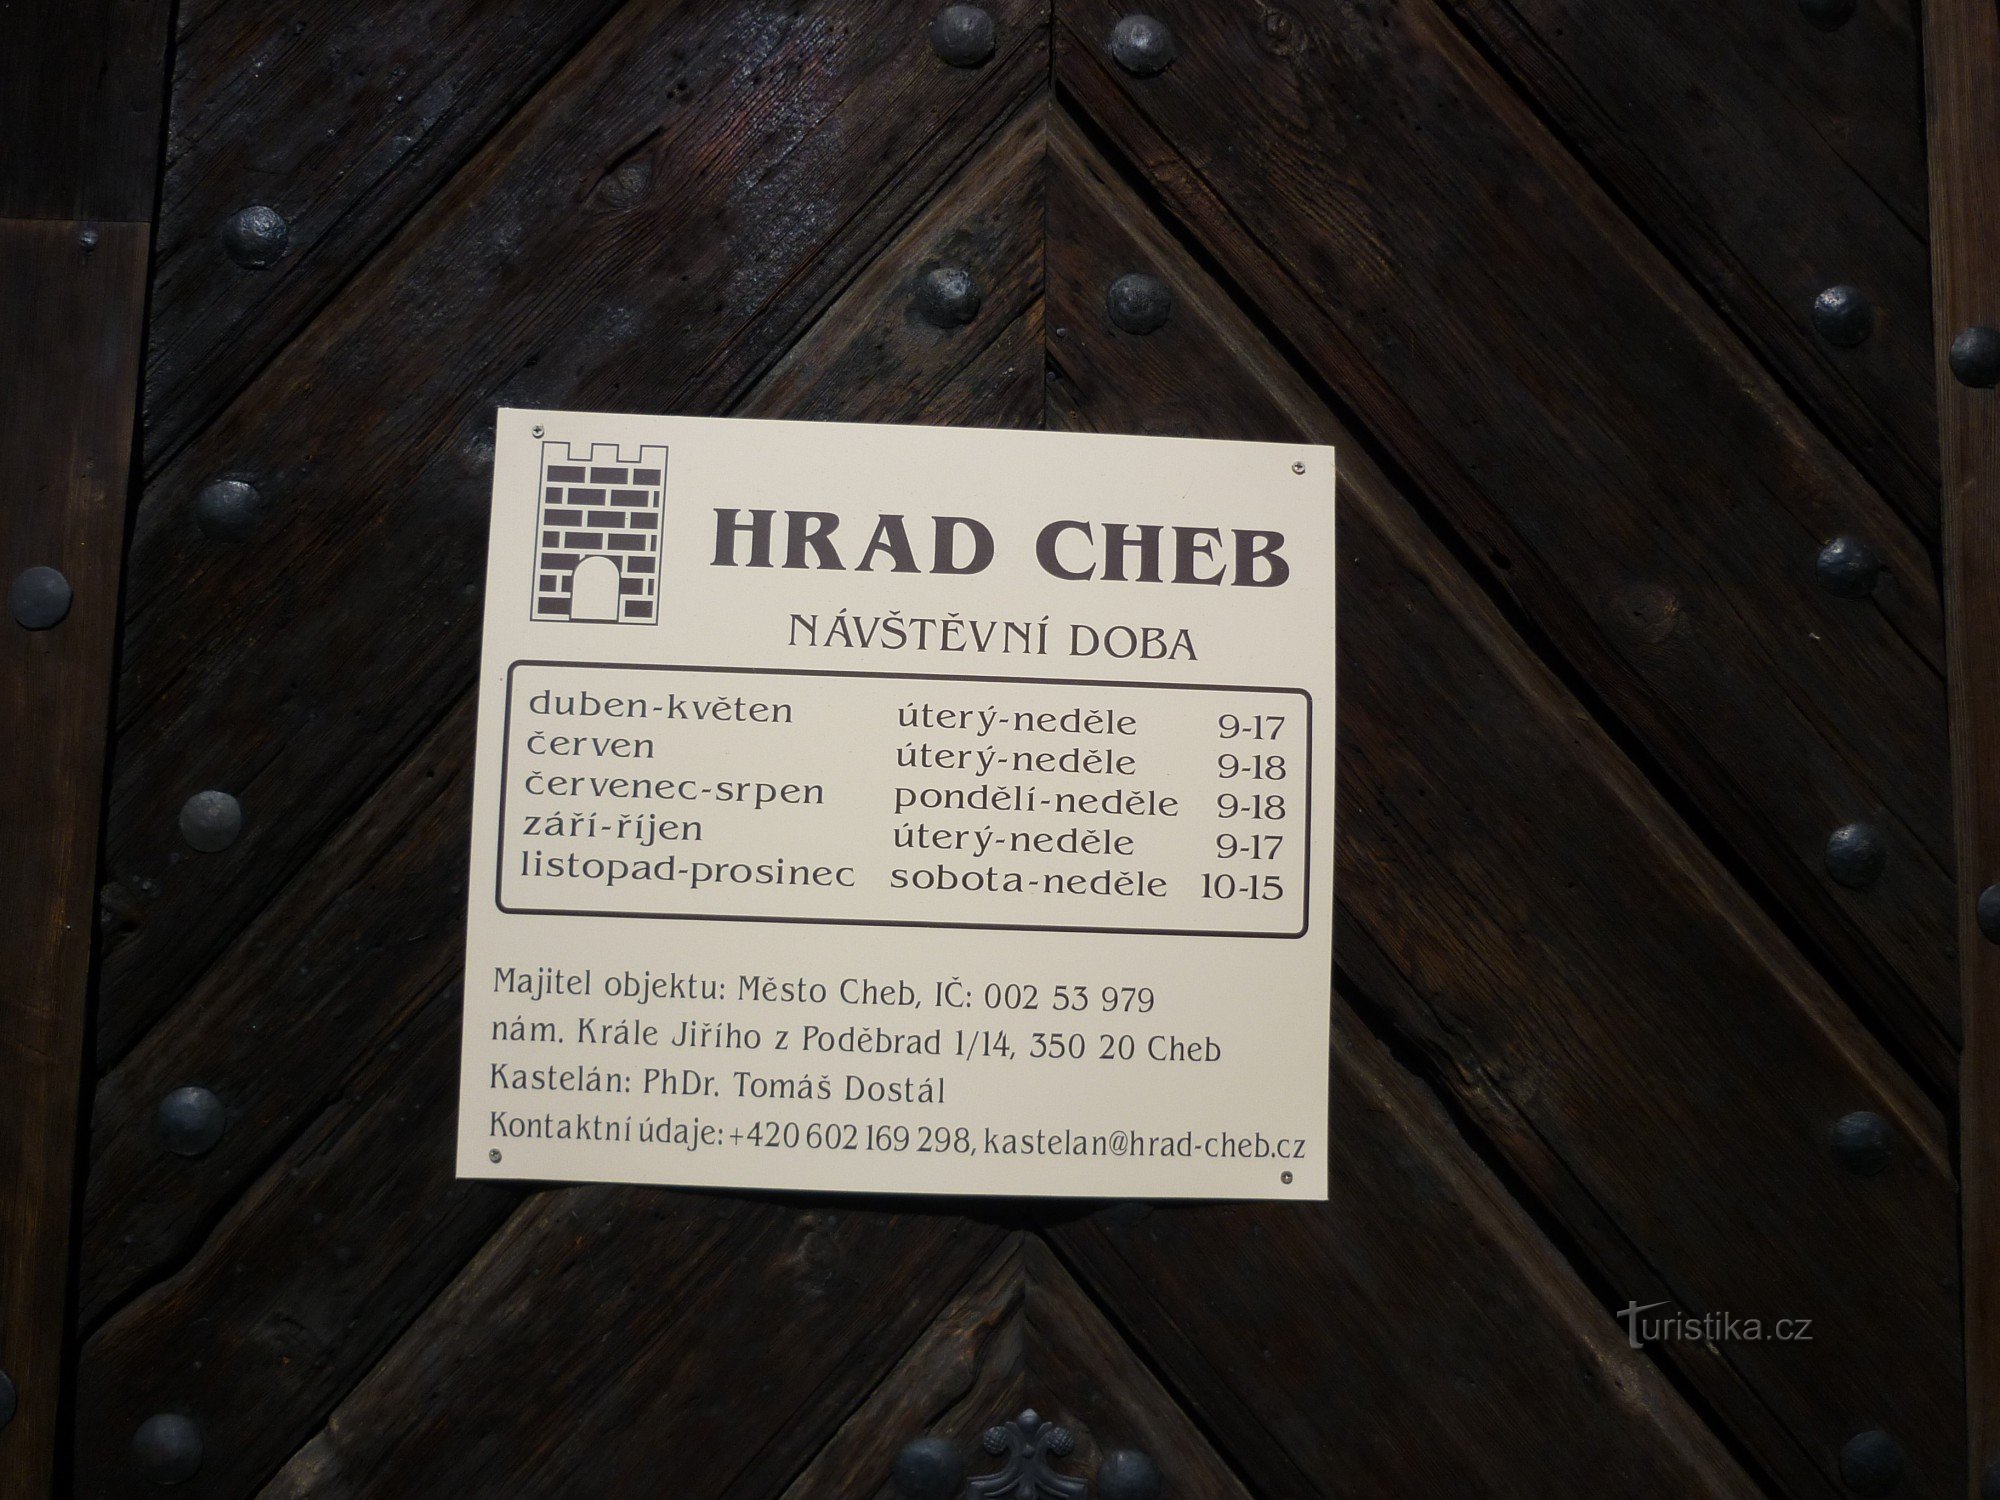 HRAD CHEB
NÁVŠTĚVNÍ DOBA
duben-květen úterý-neděle 9-17
červen úterý-neděle 9-18
červenec-srpen pondělí-neděle 9-18
září-říjen úterý-neděle 9-17
listopad-prosinec sobota-neděle 10-15
Majitel objektu: Město Cheb, IČ: 002 53 979
nám. Krále Jiřího z Poděbrad 1/14, 350 20 Cheb
Kastelán: PhDr. Tomáš Dostál
Kontaktní údaje: +420 602 169 298, kastelan@hrad-cheb.cz
Turistika.cz